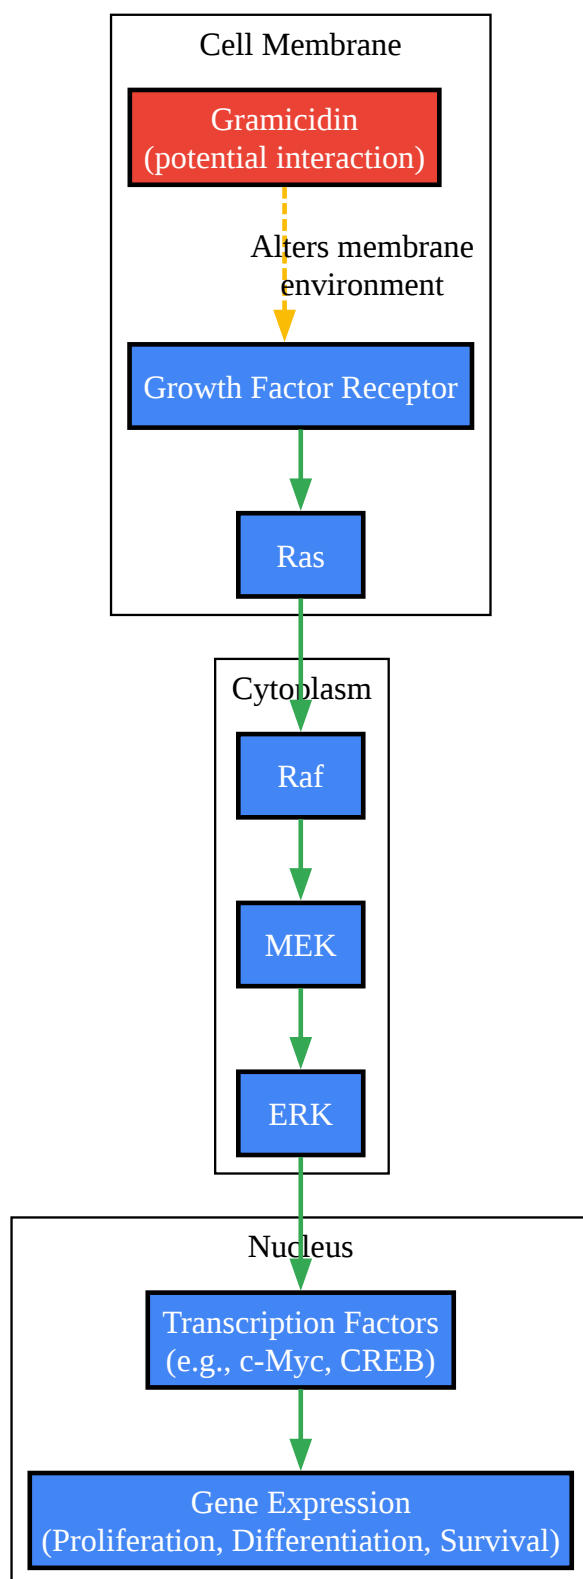 Cell Membrane
Gramicidin
(potential interaction)
Alters membrane
environment
Growth Factor Receptor
Ras
Cytoplasm
Raf
MEK
ERK
Nucleus
Transcription Factors
(e.g., c-Myc, CREB)
Gene Expression
(Proliferation, Differentiation, Survival)